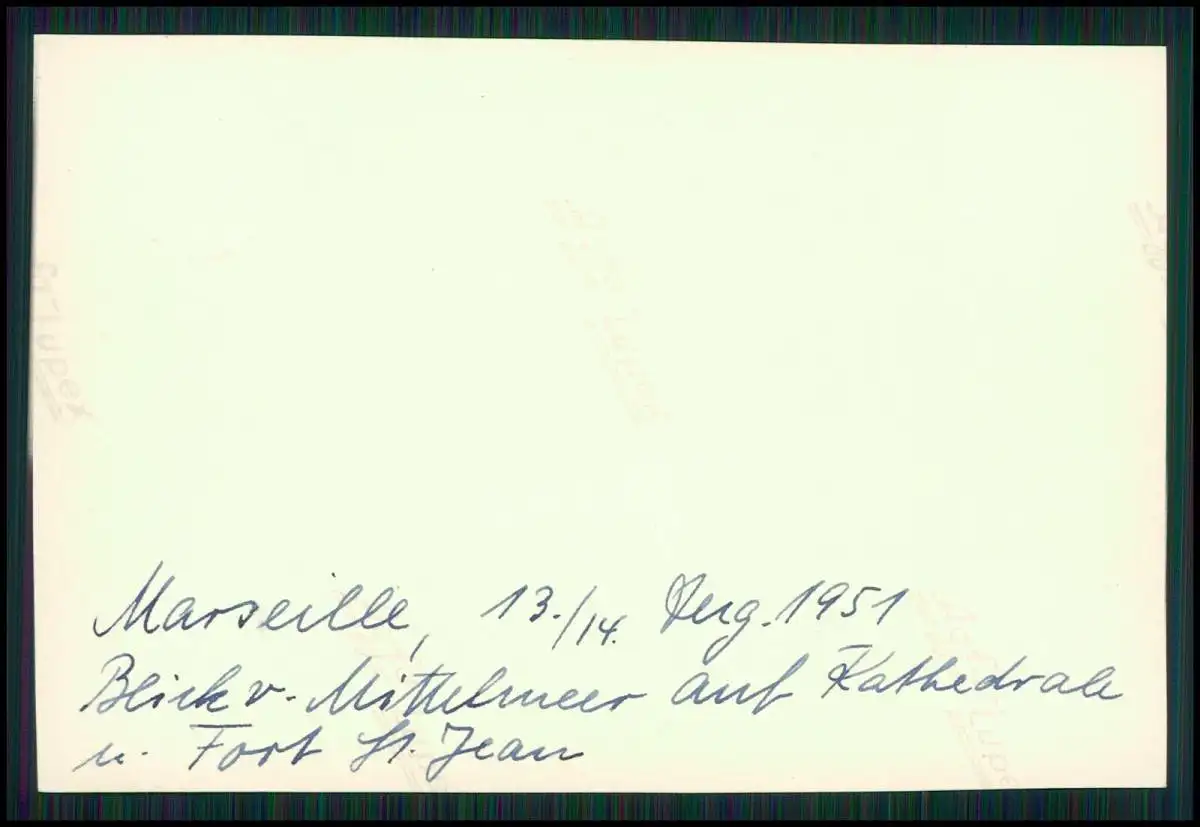 Marseille, 13./14. Aug. 1951
Blick v. Mittelmeer auf Kathedrale
u. Fort St. Jean